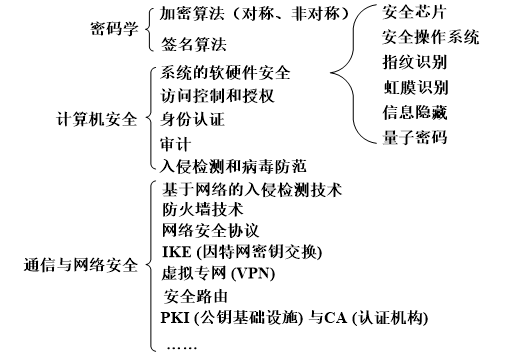 密码学
加密算法（对称、非对称）
签名算法
计算机安全
系统的软硬件安全
访问控制和授权
身份认证
审计
入侵检测和病毒防范
安全芯片
安全操作系统
指纹识别
虹膜识别
信息隐藏
量子密码
通信与网络安全
基于网络的入侵检测技术
防火墙技术
网络安全协议
IKE (因特网密钥交换)
虚拟专网 (VPN)
安全路由
PKI (公钥基础设施) 与CA (认证机构)
……